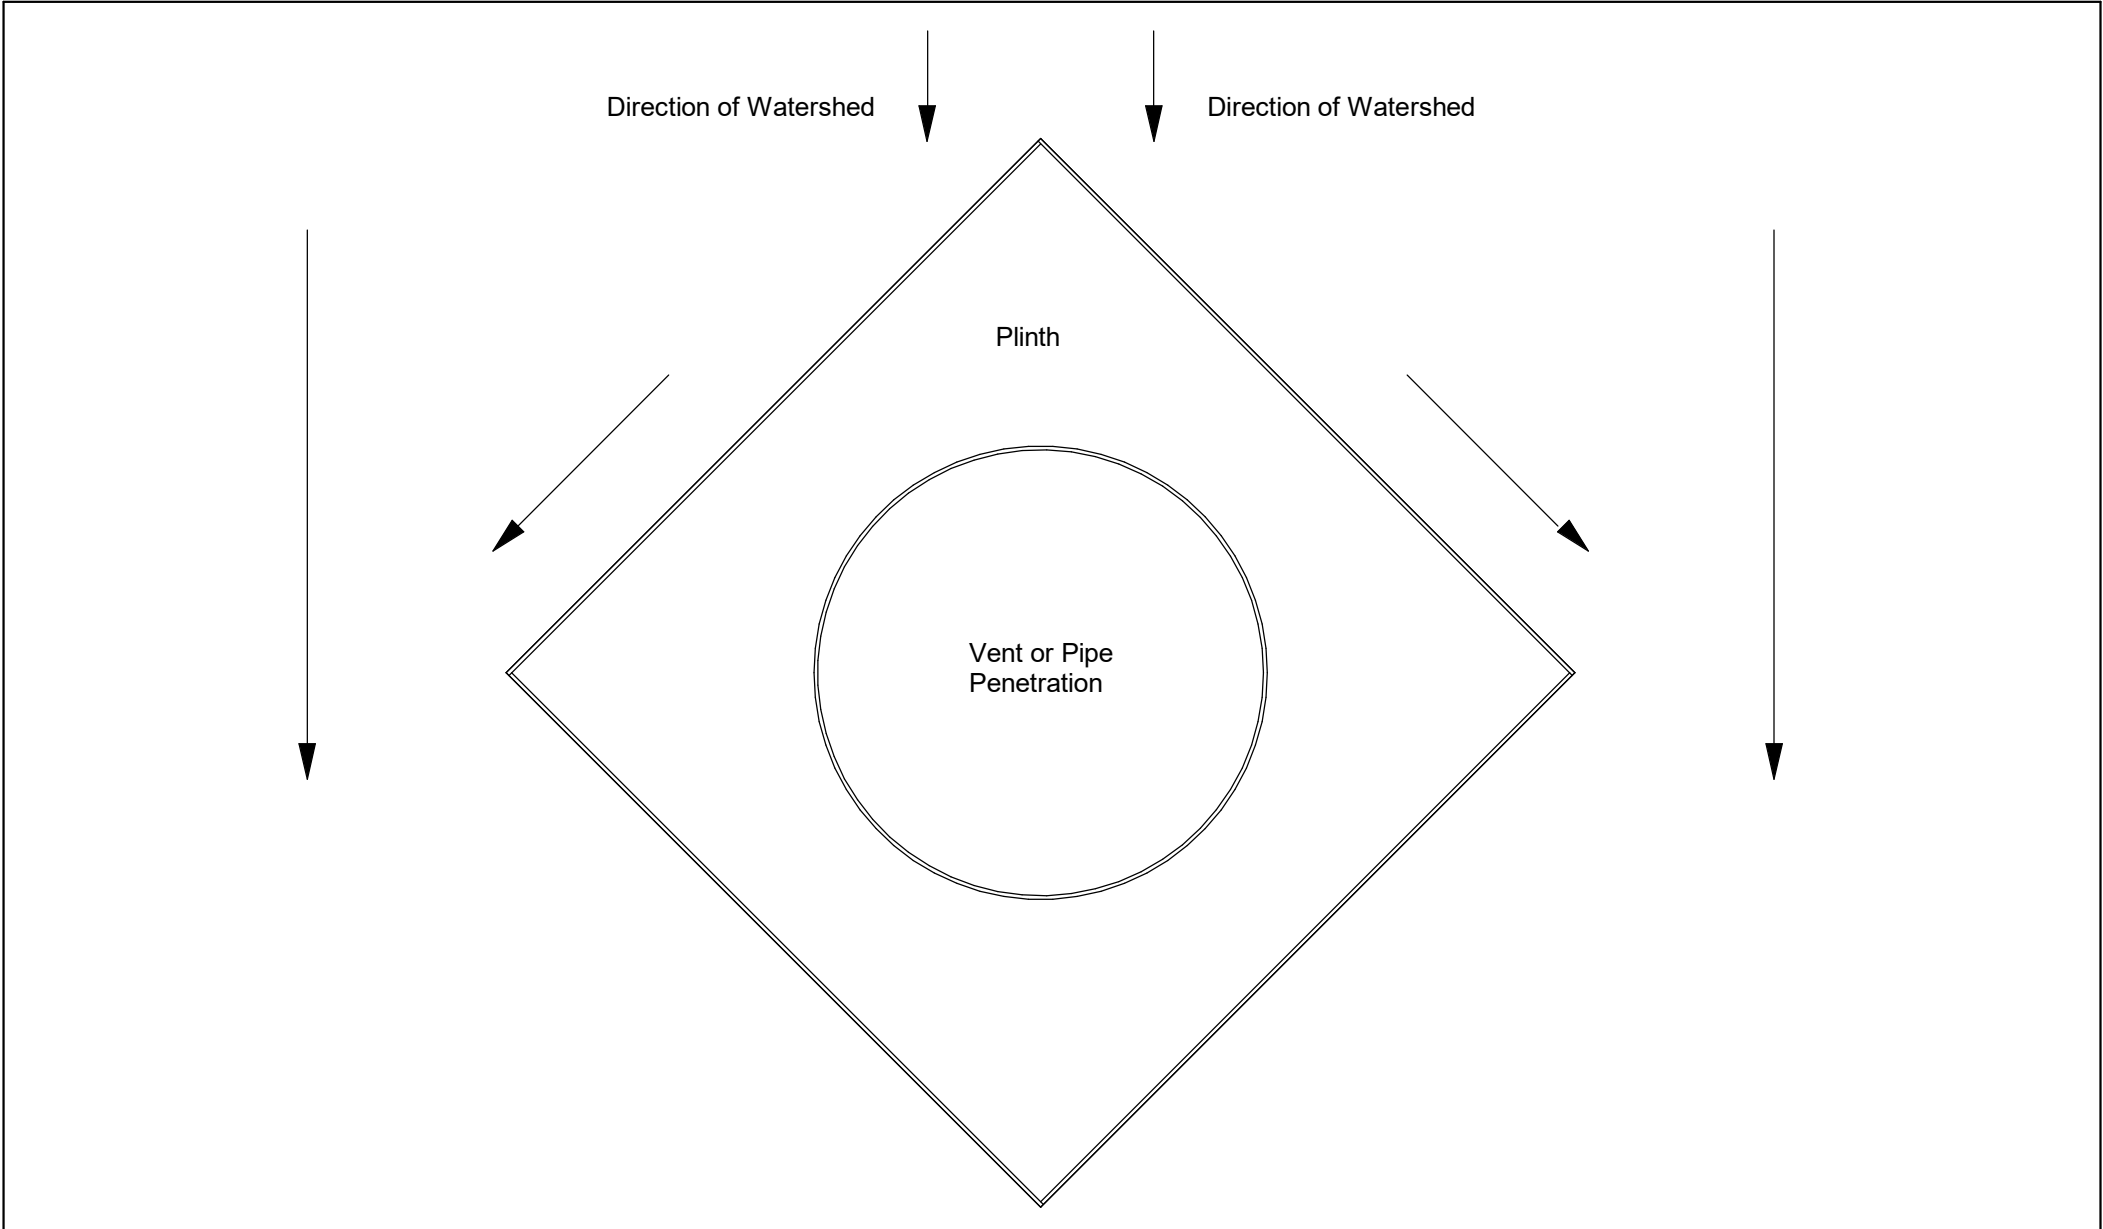 Direction of Watershed
Direction of Watershed
Plinth
Vent or Pipe
Penetration